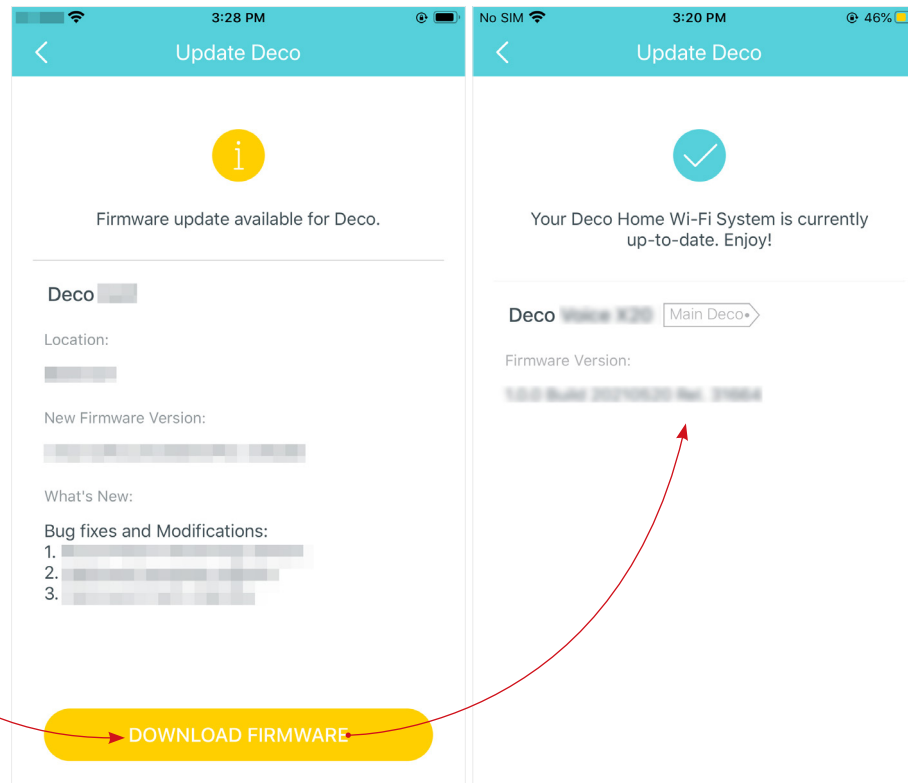 3:28 PM
Update Deco
i
Firmware update available for Deco.
Deco
Location:
New Firmware Version:
What's New:
Bug fixes and Modifications:
1.
2.
3.
DOWNLOAD FIRMWARE
No SIM 3:20 PM 46%
Update Deco
Your Deco Home Wi-Fi System is currently
up-to-date. Enjoy!
Deco Main Deco
Firmware Version: